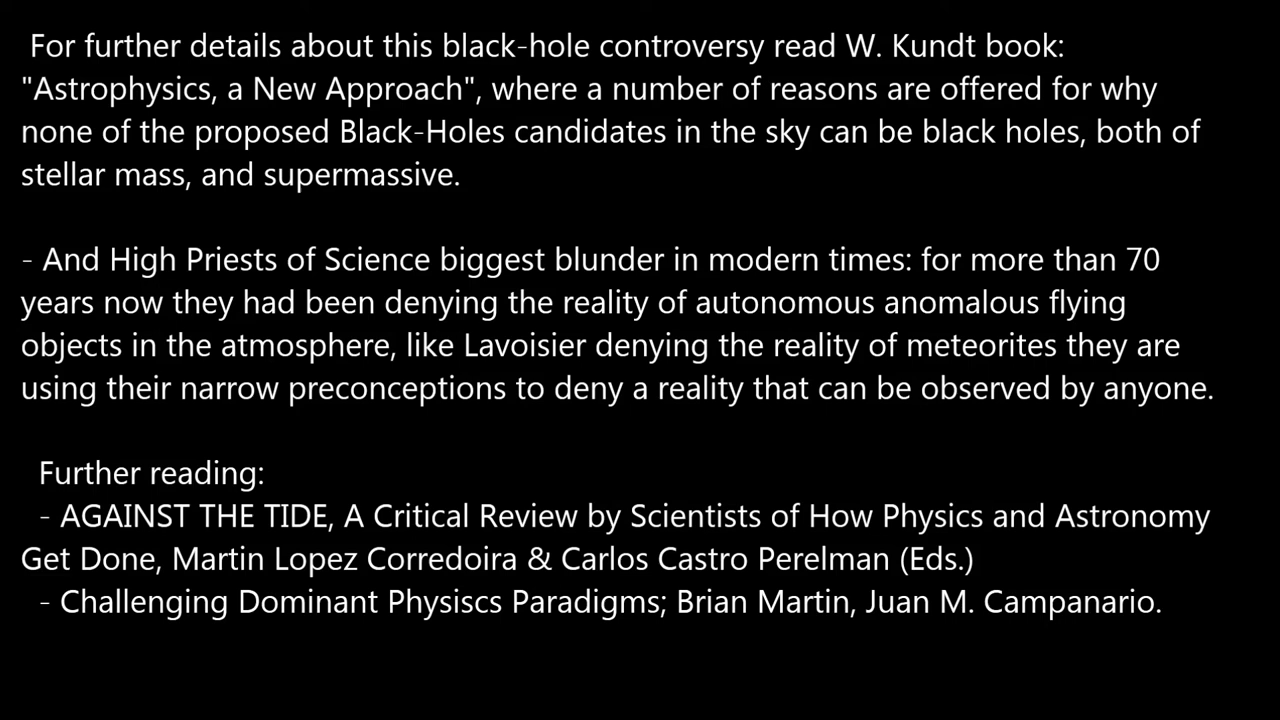 For further details about this black-hole controversy read W. Kundt book:
"Astrophysics, a New Approach", where a number of reasons are offered for why
none of the proposed Black-Holes candidates in the sky can be black holes, both of
stellar mass, and supermassive.
- And High Priests of Science biggest blunder in modern times: for more than 70
years now they had been denying the reality of autonomous anomalous flying
objects in the atmosphere, like Lavoisier denying the reality of meteorites they are
using their narrow preconceptions to deny a reality that can be observed by anyone.
Further reading:
- AGAINST THE TIDE, A Critical Review by Scientists of How Physics and Astronomy
Get Done, Martin Lopez Corredoira & Carlos Castro Perelman (Eds.)
- Challenging Dominant Physiscs Paradigms; Brian Martin, Juan M. Campanario.